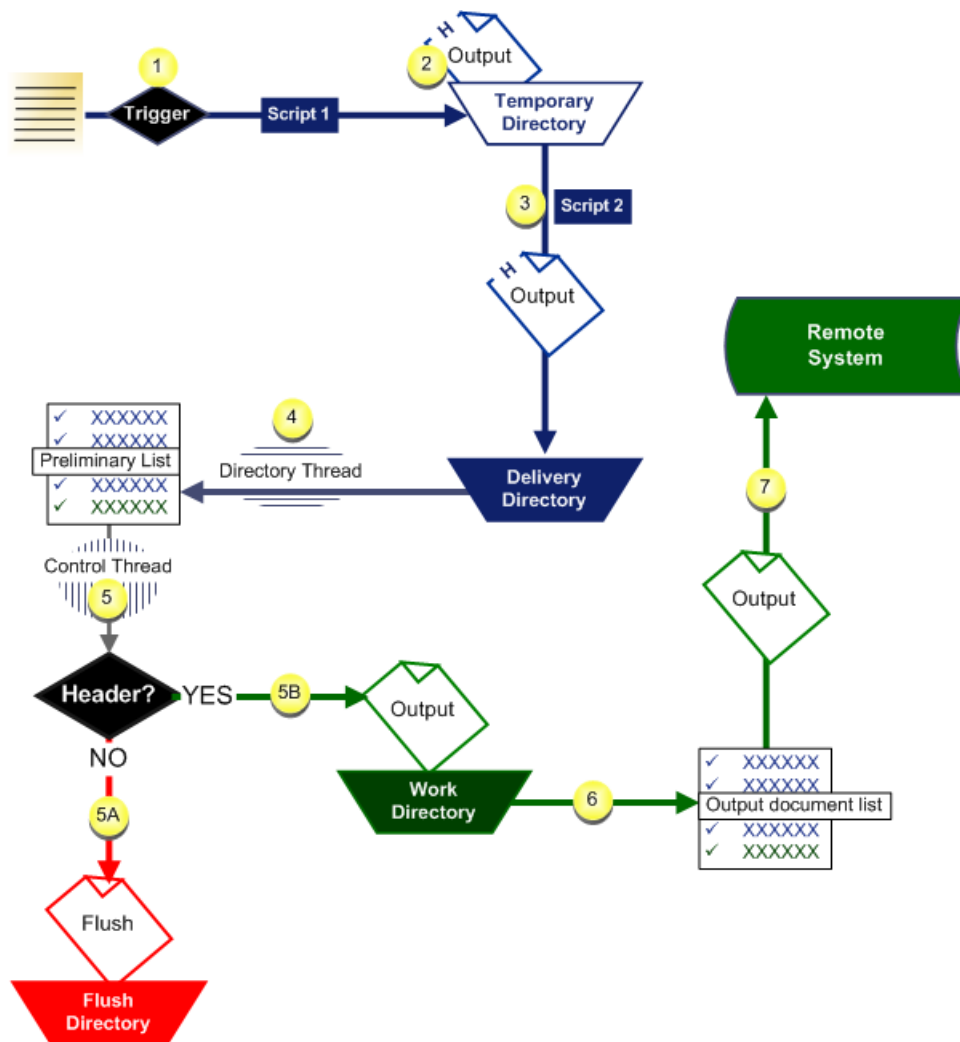 1
Trigger
Script 1
2
H
Output
Temporary
Directory
3
Script 2
H
Output
Delivery
Directory
4
Directory Thread
✓ XXXXXX
✓ XXXXXX
Preliminary List
✓ XXXXXX
✓ XXXXXX
Control Thread
5
Header?
YES
5B
Output
Work
Directory
NO
5A
Flush
Flush
Directory
6
✓ XXXXXX
✓ XXXXXX
Output document list
✓ XXXXXX
✓ XXXXXX
Output
7
Remote
System